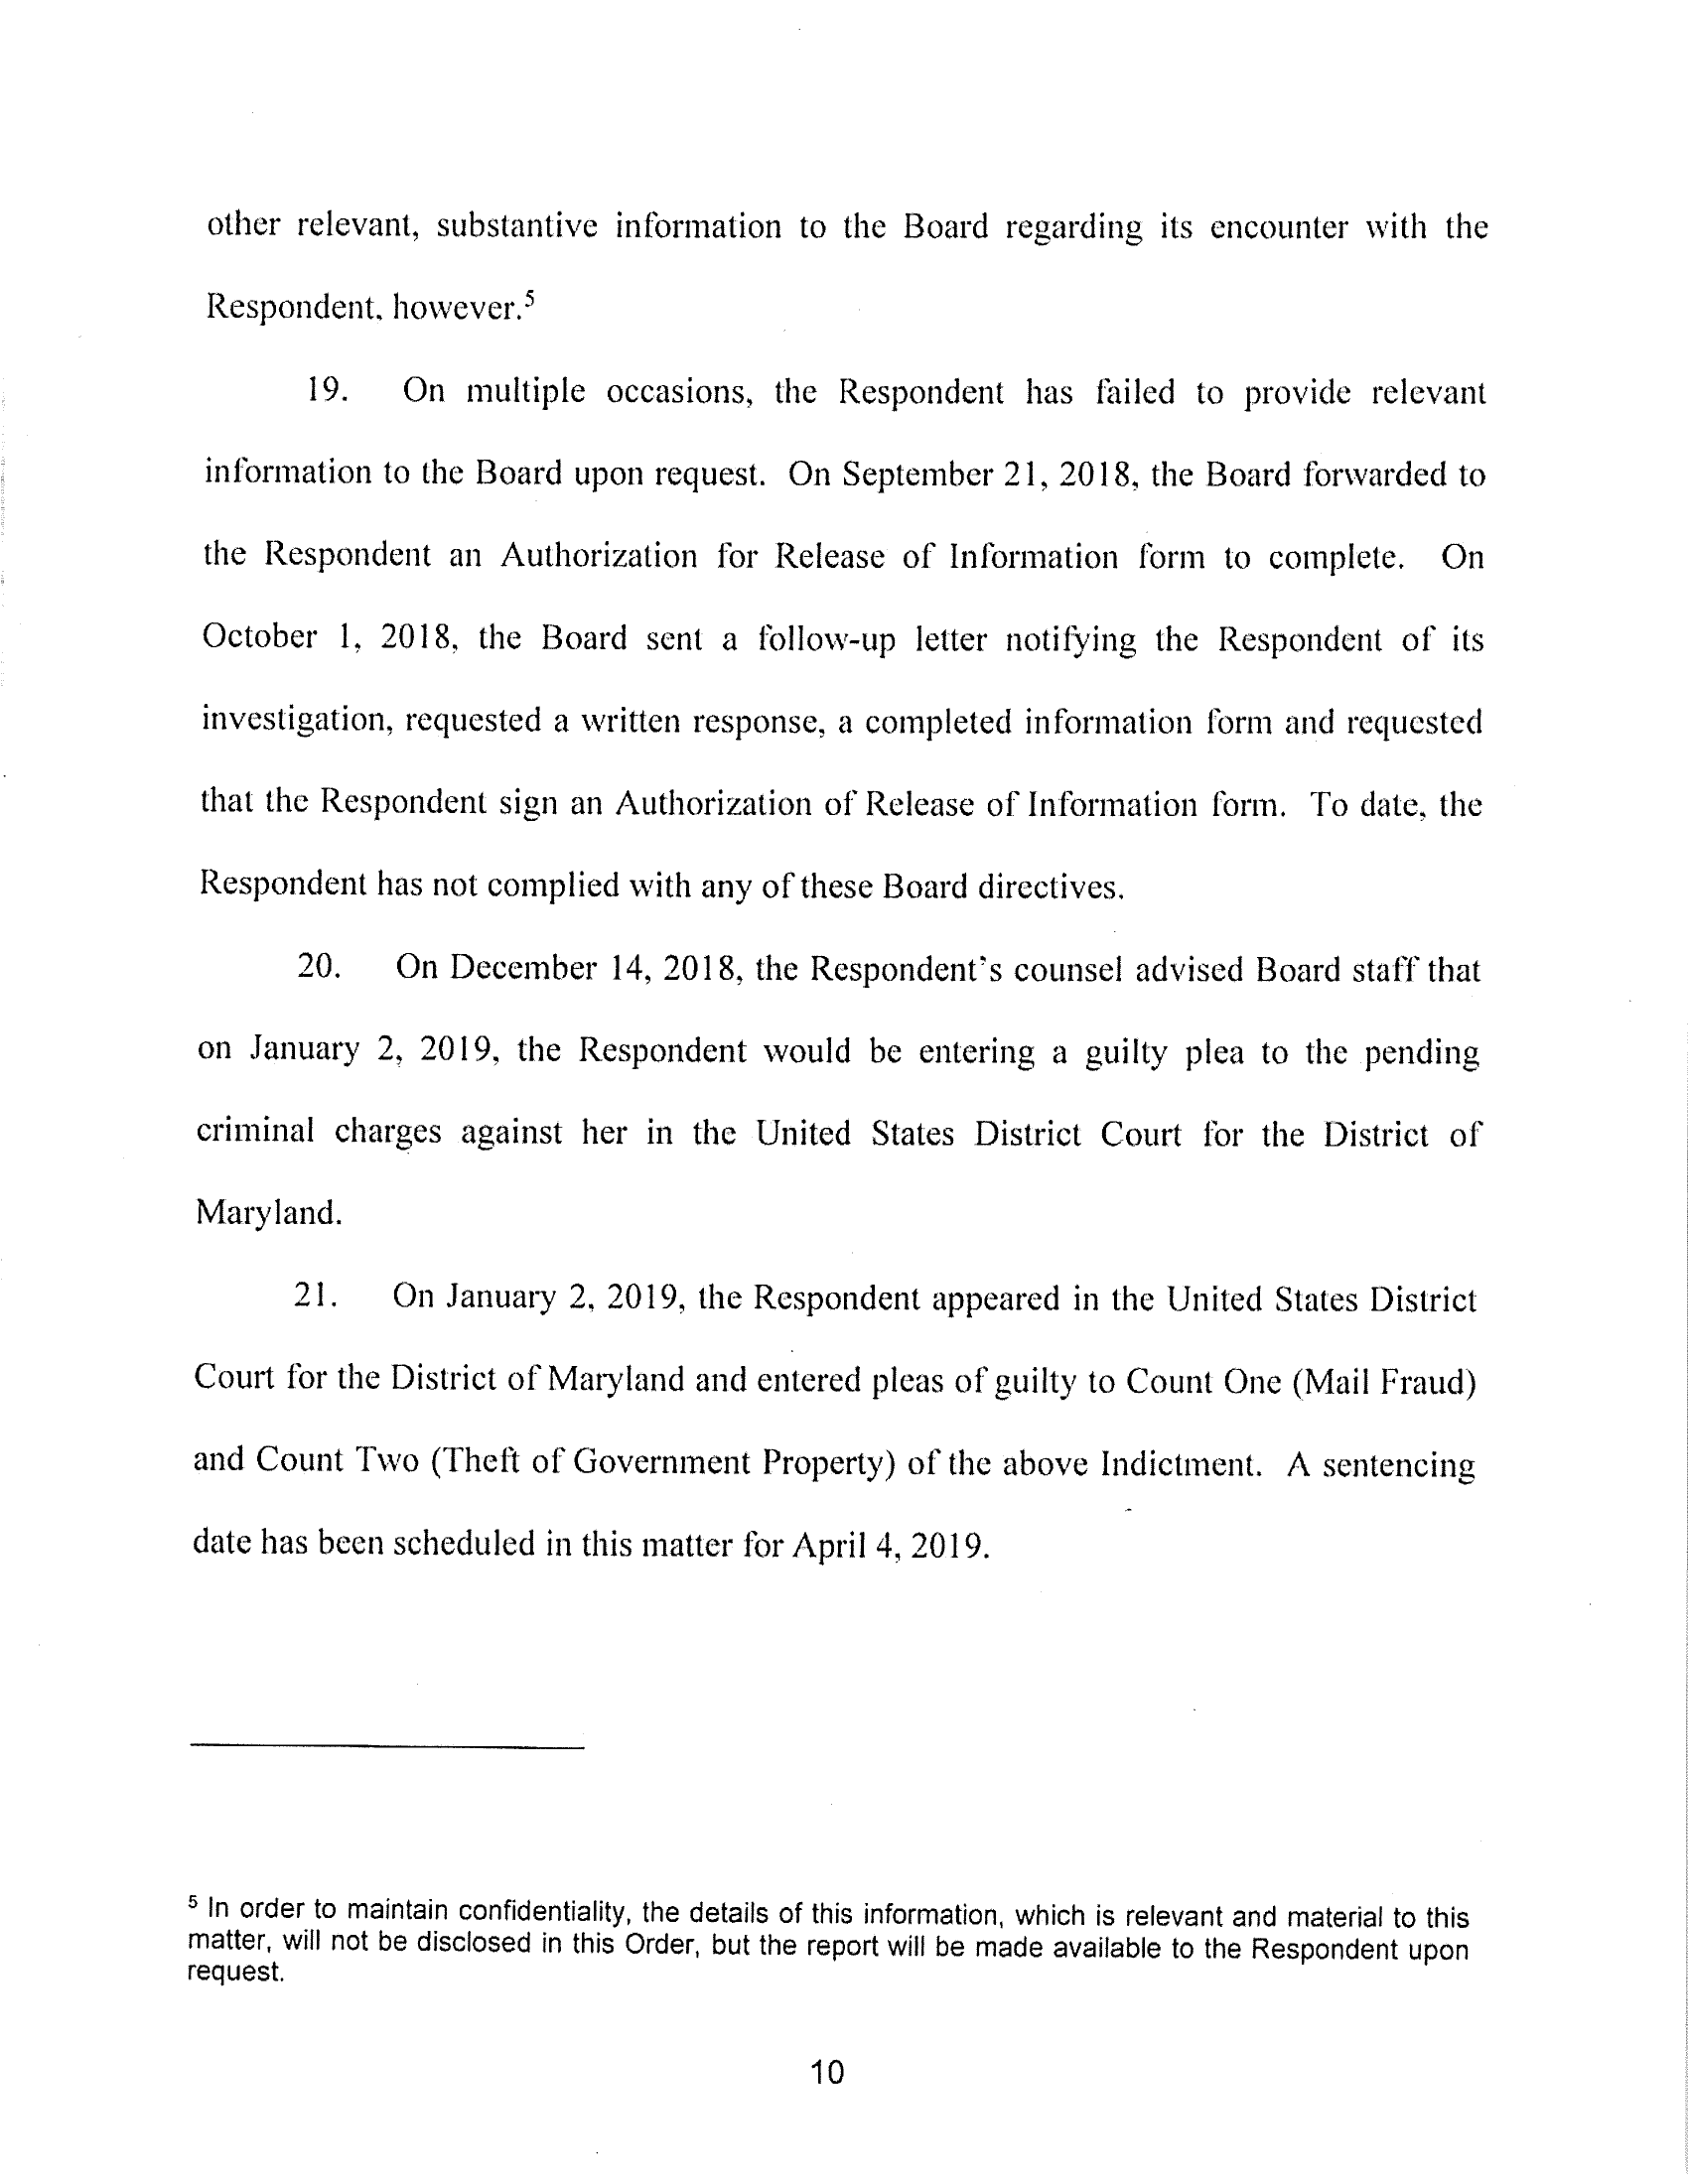 other relevant, substantive information to the Board regarding its encounter with the
Respondent, however.⁵
19. On multiple occasions, the Respondent has failed to provide relevant
information to the Board upon request. On September 21, 2018, the Board forwarded to
the Respondent an Authorization for Release of Information form to complete. On
October 1, 2018, the Board sent a follow-up letter notifying the Respondent of its
investigation, requested a written response, a completed information form and requested
that the Respondent sign an Authorization of Release of Information form. To date, the
Respondent has not complied with any of these Board directives.
20. On December 14, 2018, the Respondent's counsel advised Board staff that
on January 2, 2019, the Respondent would be entering a guilty plea to the pending
criminal charges against her in the United States District Court for the District of
Maryland.
21. On January 2, 2019, the Respondent appeared in the United States District
Court for the District of Maryland and entered pleas of guilty to Count One (Mail Fraud)
and Count Two (Theft of Government Property) of the above Indictment. A sentencing
date has been scheduled in this matter for April 4, 2019.
⁵ In order to maintain confidentiality, the details of this information, which is relevant and material to this
matter, will not be disclosed in this Order, but the report will be made available to the Respondent upon
request.
10